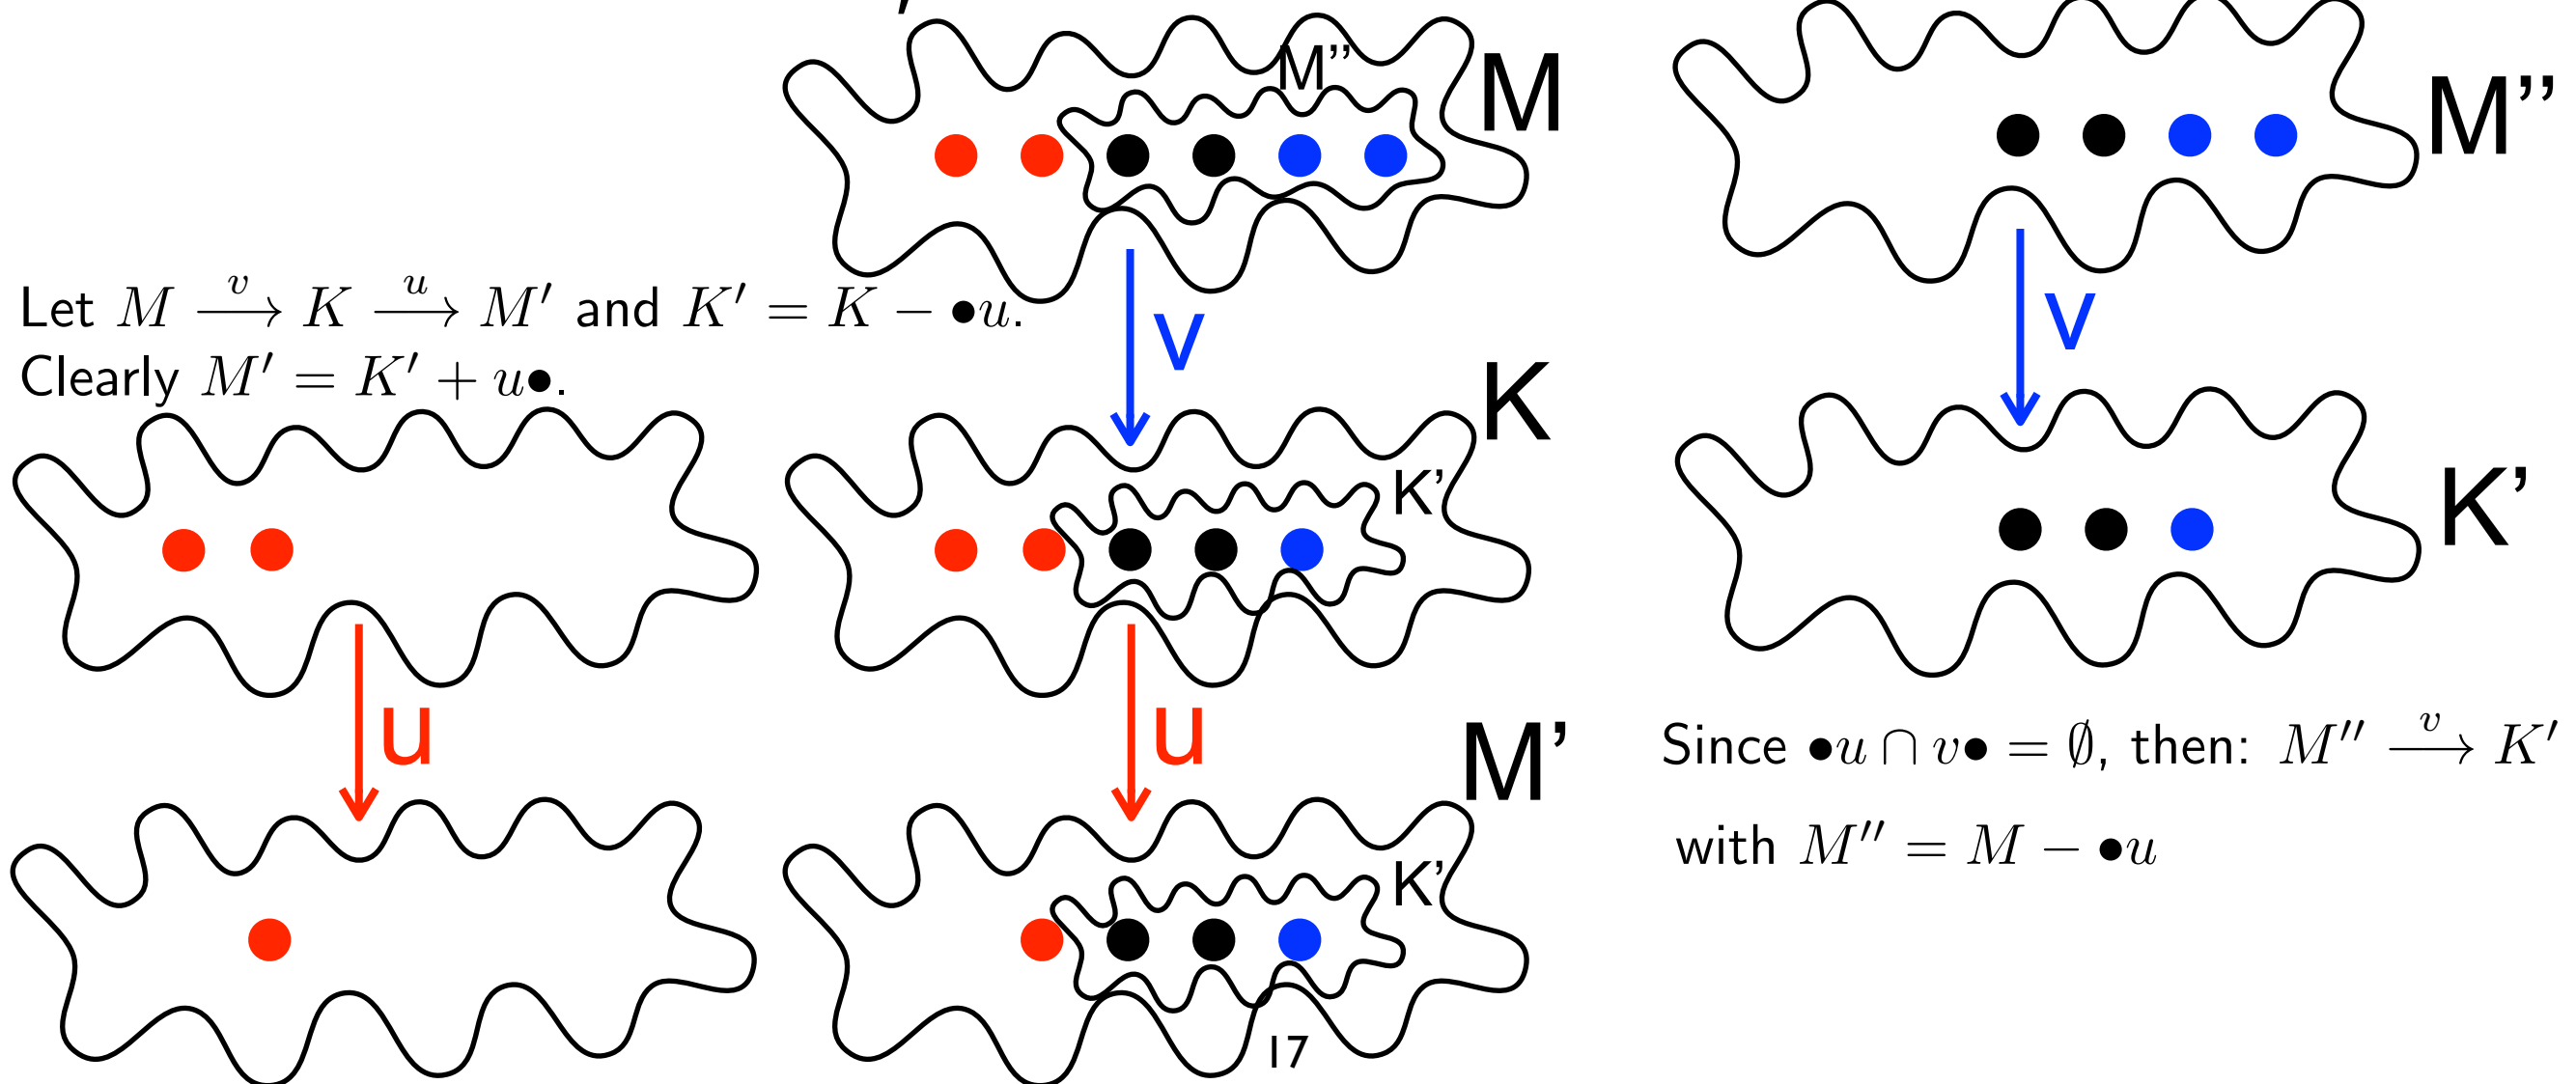 M’’
M
M’’
Let M —v→ K —u→ M′ and K′ = K − •u.
v
v
Clearly M′ = K′ + u•.
K
K’
K’
u
u
M’
Since •u ∩ v• = ∅, then: M′′ —v→ K′
with M′′ = M − •u
K’
17